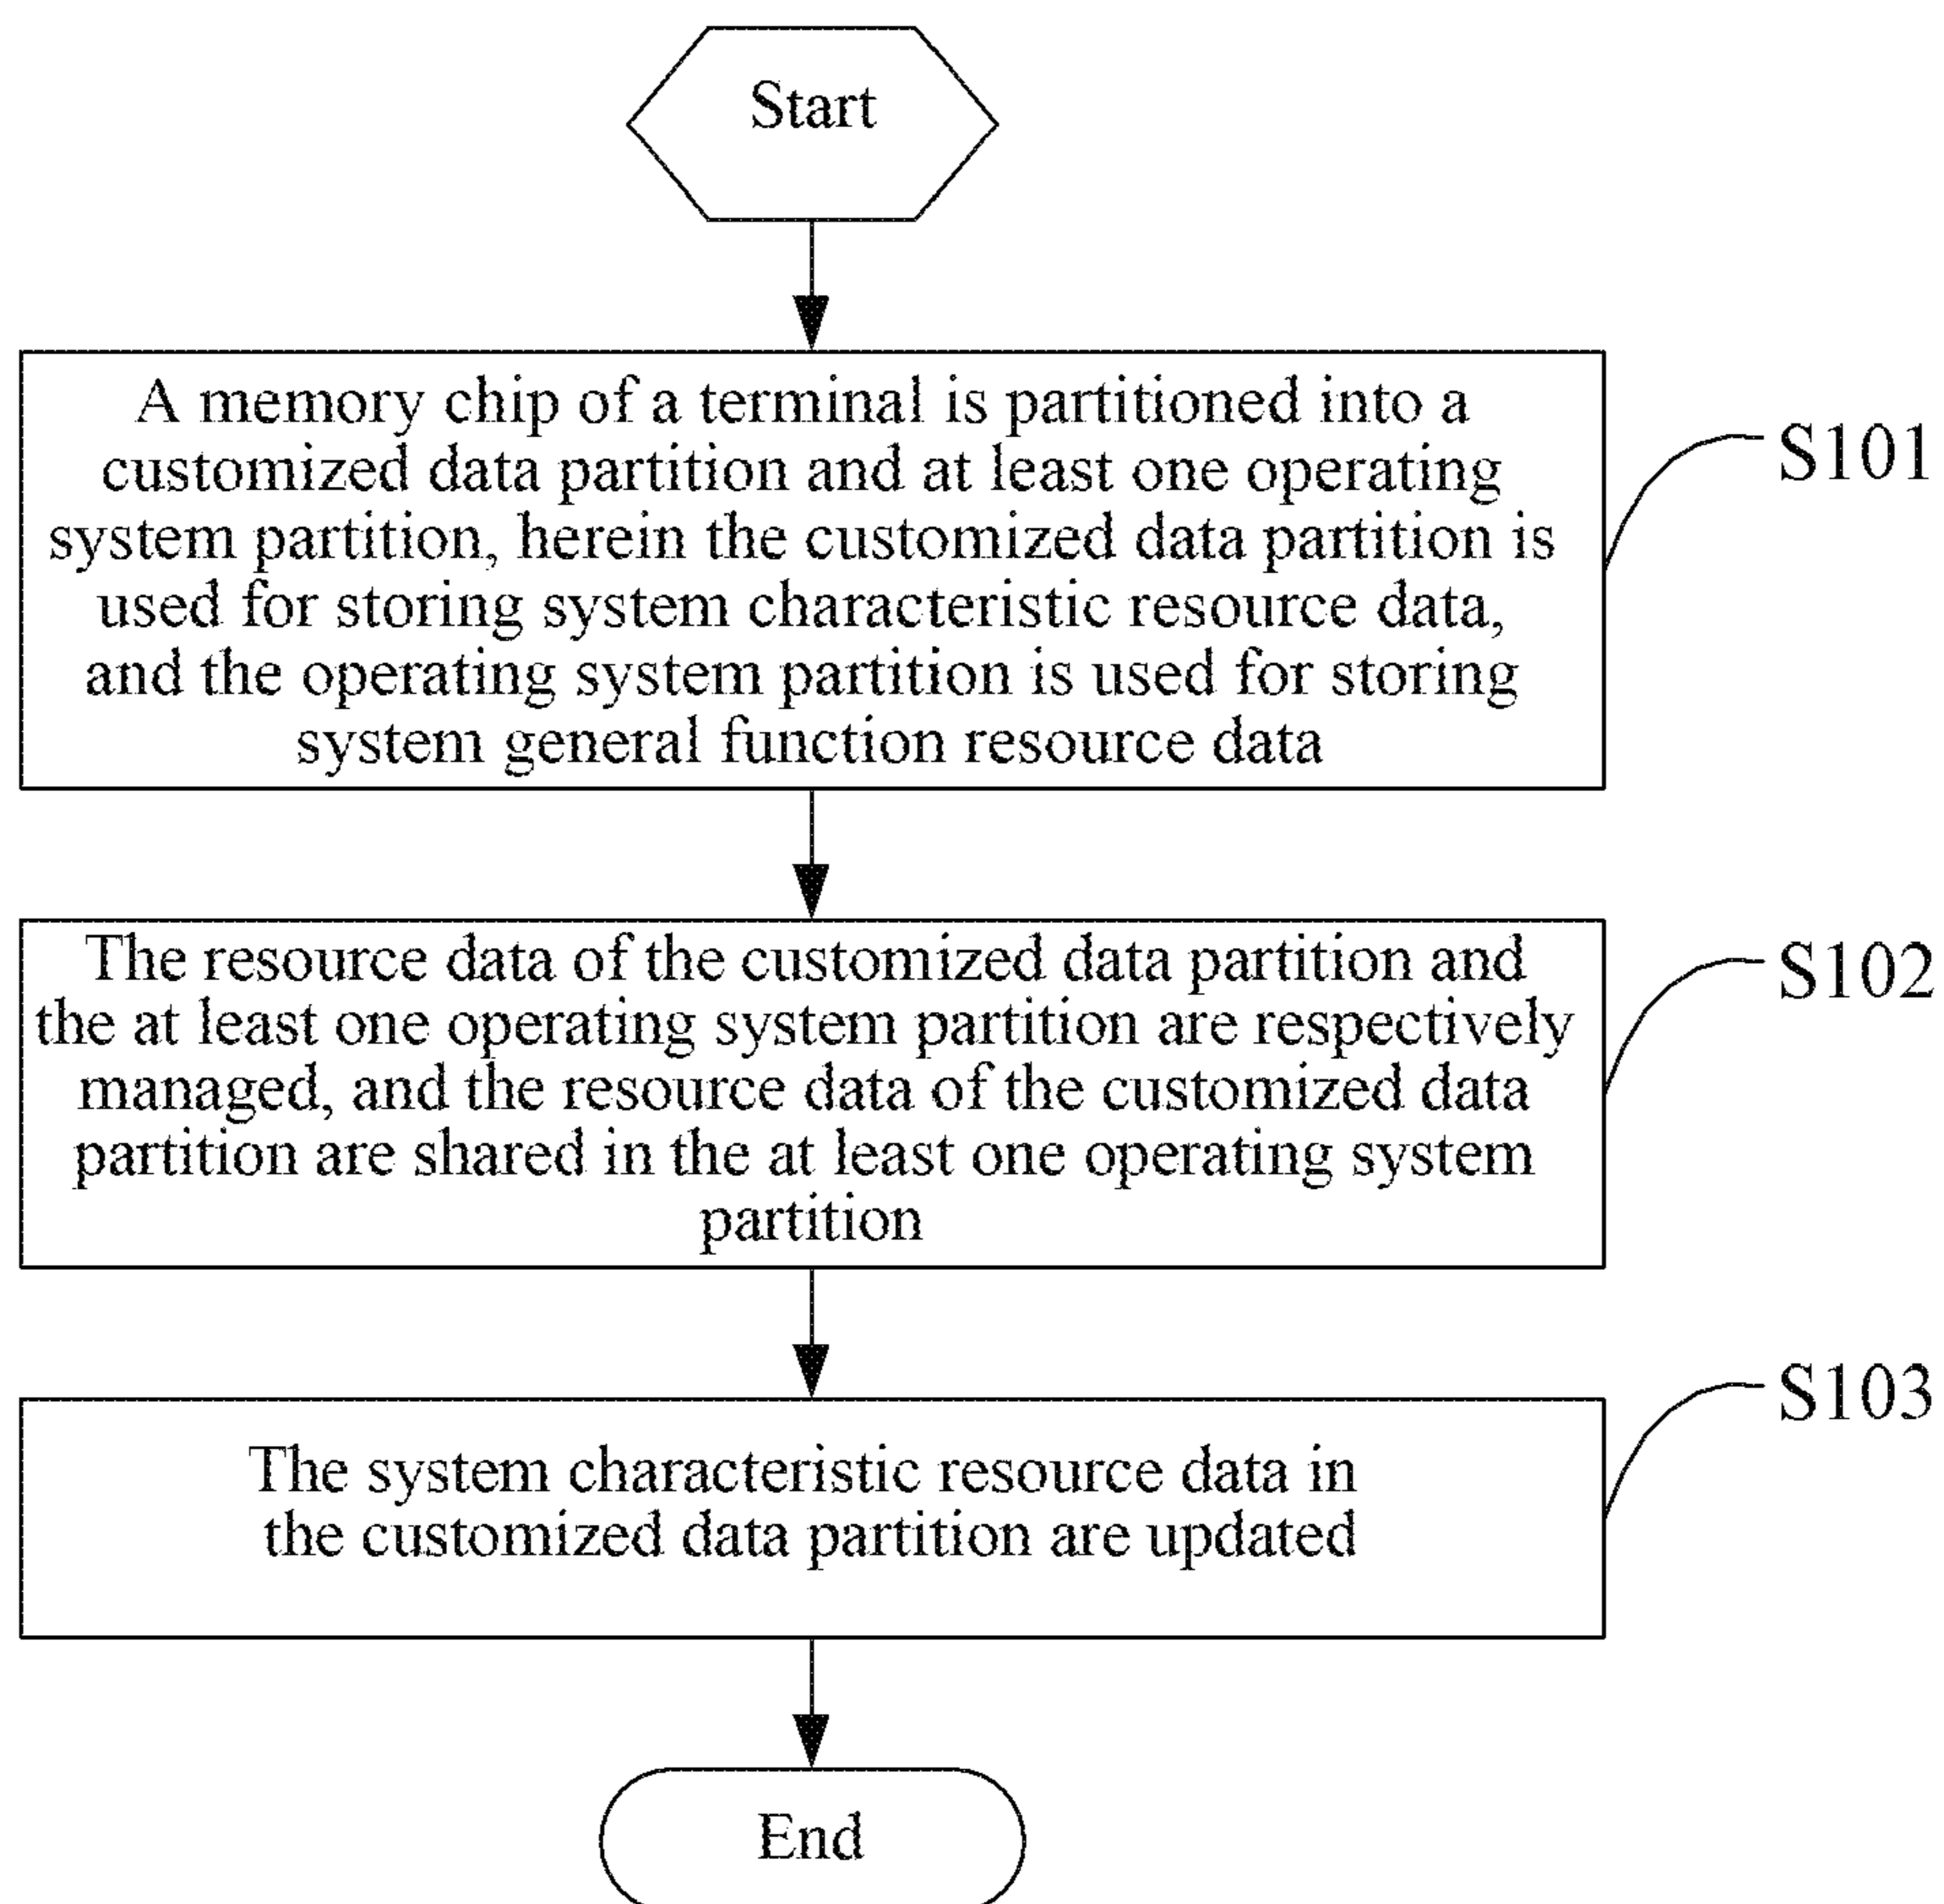 Start
A memory chip of a terminal is partitioned into a
customized data partition and at least one operating
system partition, herein the customized data partition is
used for storing system characteristic resource data,
and the operating system partition is used for storing
system general function resource data
S101
The resource data of the customized data partition and
the at least one operating system partition are respectively
managed, and the resource data of the customized data
partition are shared in the at least one operating system
partition
S102
The system characteristic resource data in
the customized data partition are updated
S103
End